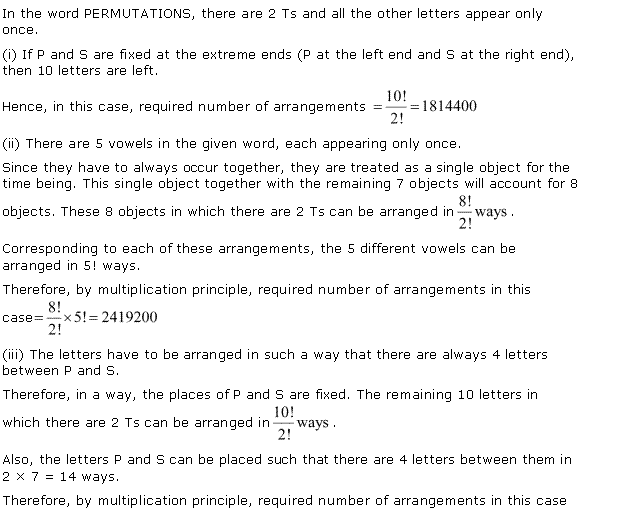 In the word PERMUTATIONS, there are 2 Ts and all the other letters appear only
once.
(i) If P and S are fixed at the extreme ends (P at the left end and S at the right end),
then 10 letters are left.
Hence, in this case, required number of arrangements = 10!/2! = 1814400
(ii) There are 5 vowels in the given word, each appearing only once.
Since they have to always occur together, they are treated as a single object for the
time being. This single object together with the remaining 7 objects will account for 8
objects. These 8 objects in which there are 2 Ts can be arranged in 8!/2! ways.
Corresponding to each of these arrangements, the 5 different vowels can be
arranged in 5! ways.
Therefore, by multiplication principle, required number of arrangements in this
case= 8!/2! × 5! = 2419200
(iii) The letters have to be arranged in such a way that there are always 4 letters
between P and S.
Therefore, in a way, the places of P and S are fixed. The remaining 10 letters in
which there are 2 Ts can be arranged in 10!/2! ways.
Also, the letters P and S can be placed such that there are 4 letters between them in
2 × 7 = 14 ways.
Therefore, by multiplication principle, required number of arrangements in this case